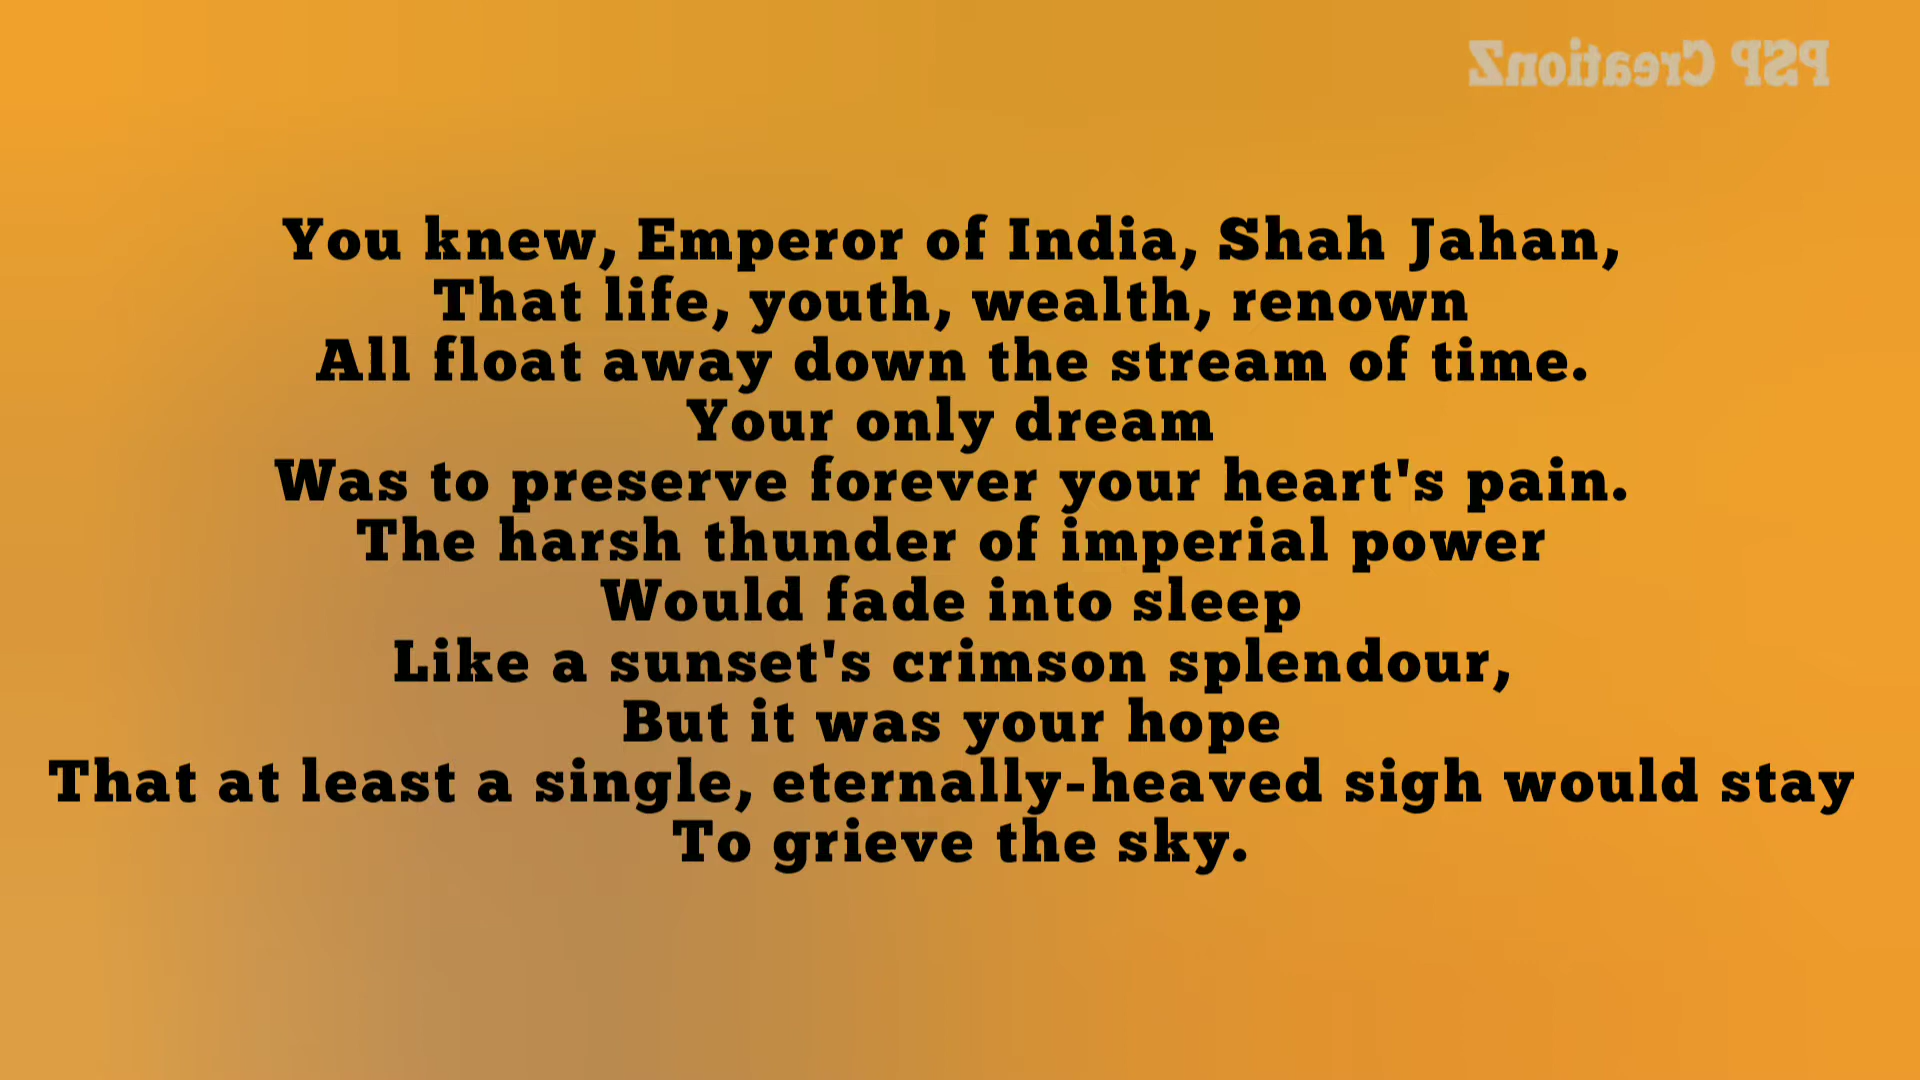 PSP CreationZ
You knew, Emperor of India, Shah Jahan,
That life, youth, wealth, renown
All float away down the stream of time.
Your only dream
Was to preserve forever your heart's pain.
The harsh thunder of imperial power
Would fade into sleep
Like a sunset's crimson splendour,
But it was your hope
That at least a single, eternally-heaved sigh would stay
To grieve the sky.